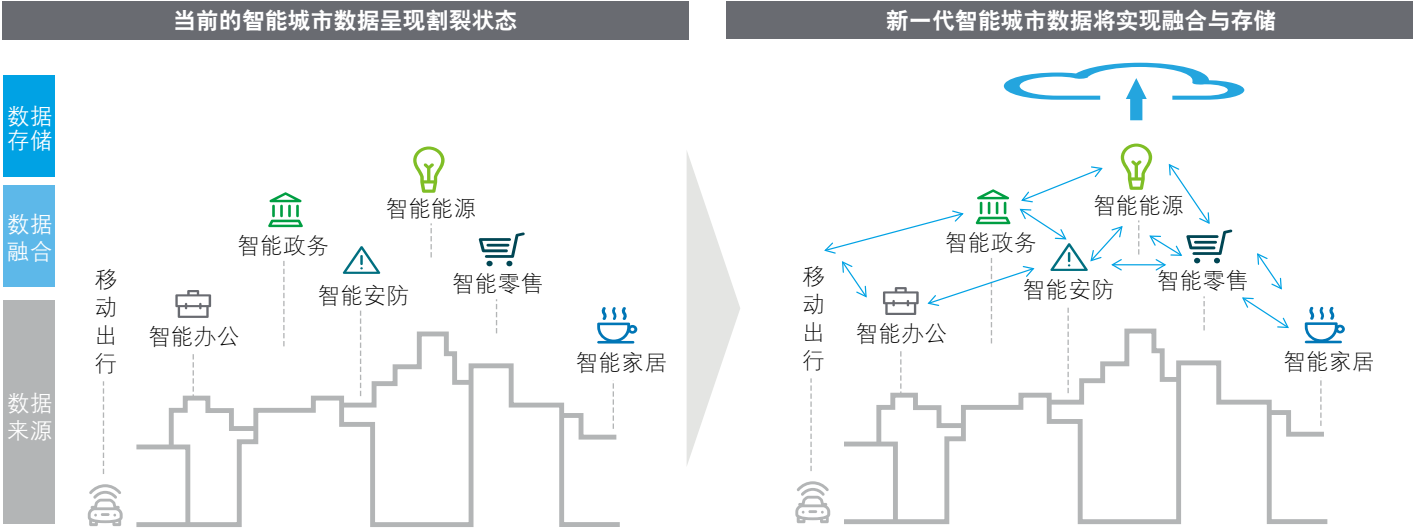 当前的智能城市数据呈现割裂状态
新一代智能城市数据将实现融合与存储
数据
存储
数据
融合
数据
来源
智能能源
智能政务
智能零售
智能安防
移
动
出
行
智能办公
智能家居
智能能源
智能政务
智能零售
智能安防
移
动
出
行
智能办公
智能家居